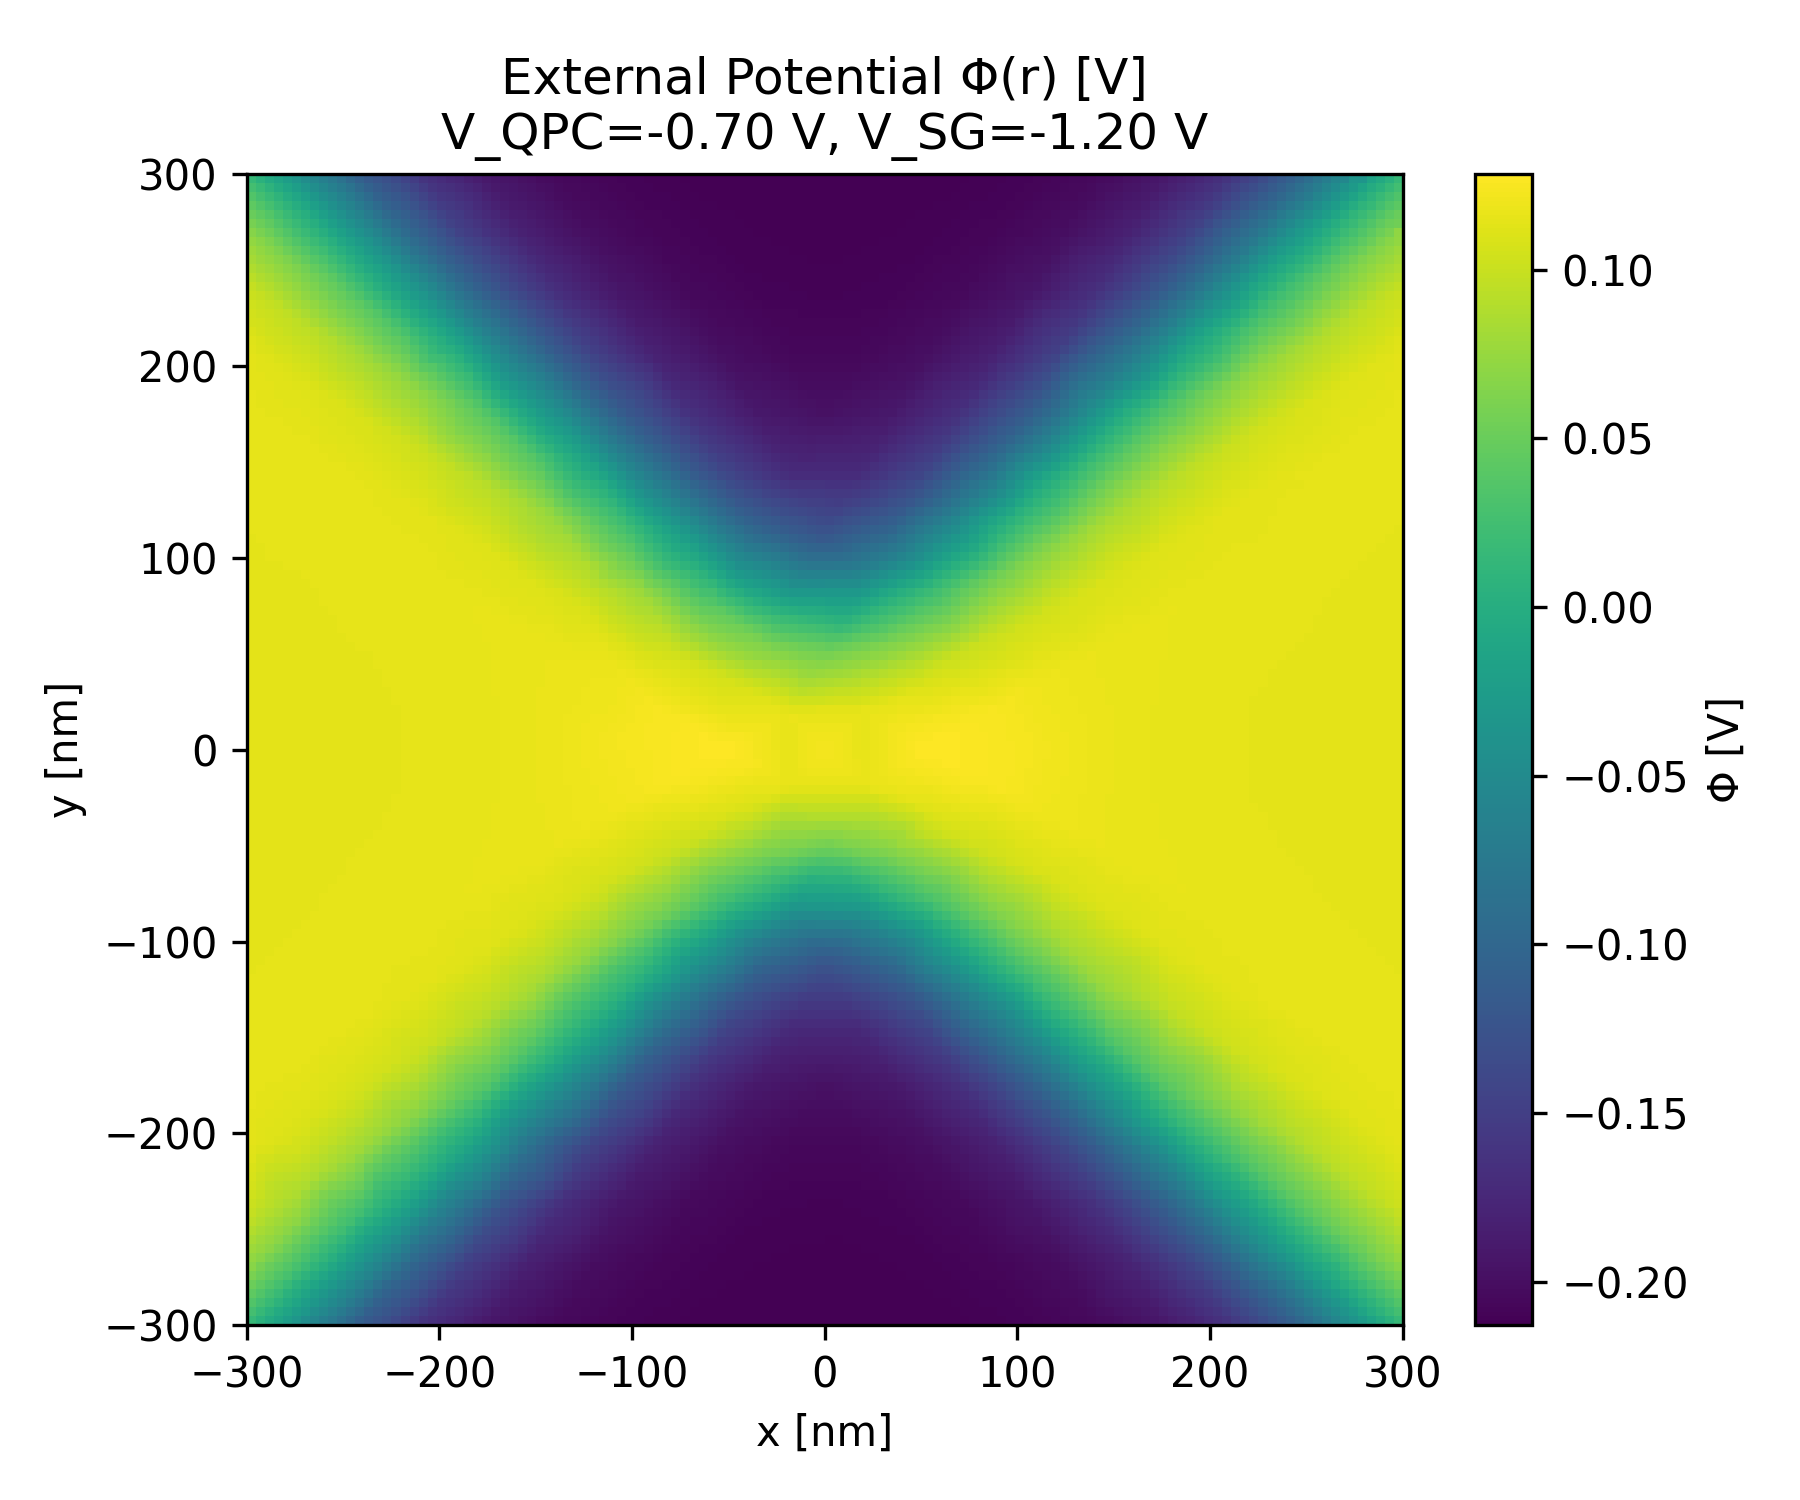 External Potential Φ(r) [V]
V_QPC=-0.70 V, V_SG=-1.20 V
300
200
100
0
−100
−200
−300
y [nm]
−300 −200 −100 0 100 200 300
x [nm]
0.10
0.05
0.00
−0.05
−0.10
−0.15
−0.20
Φ [V]